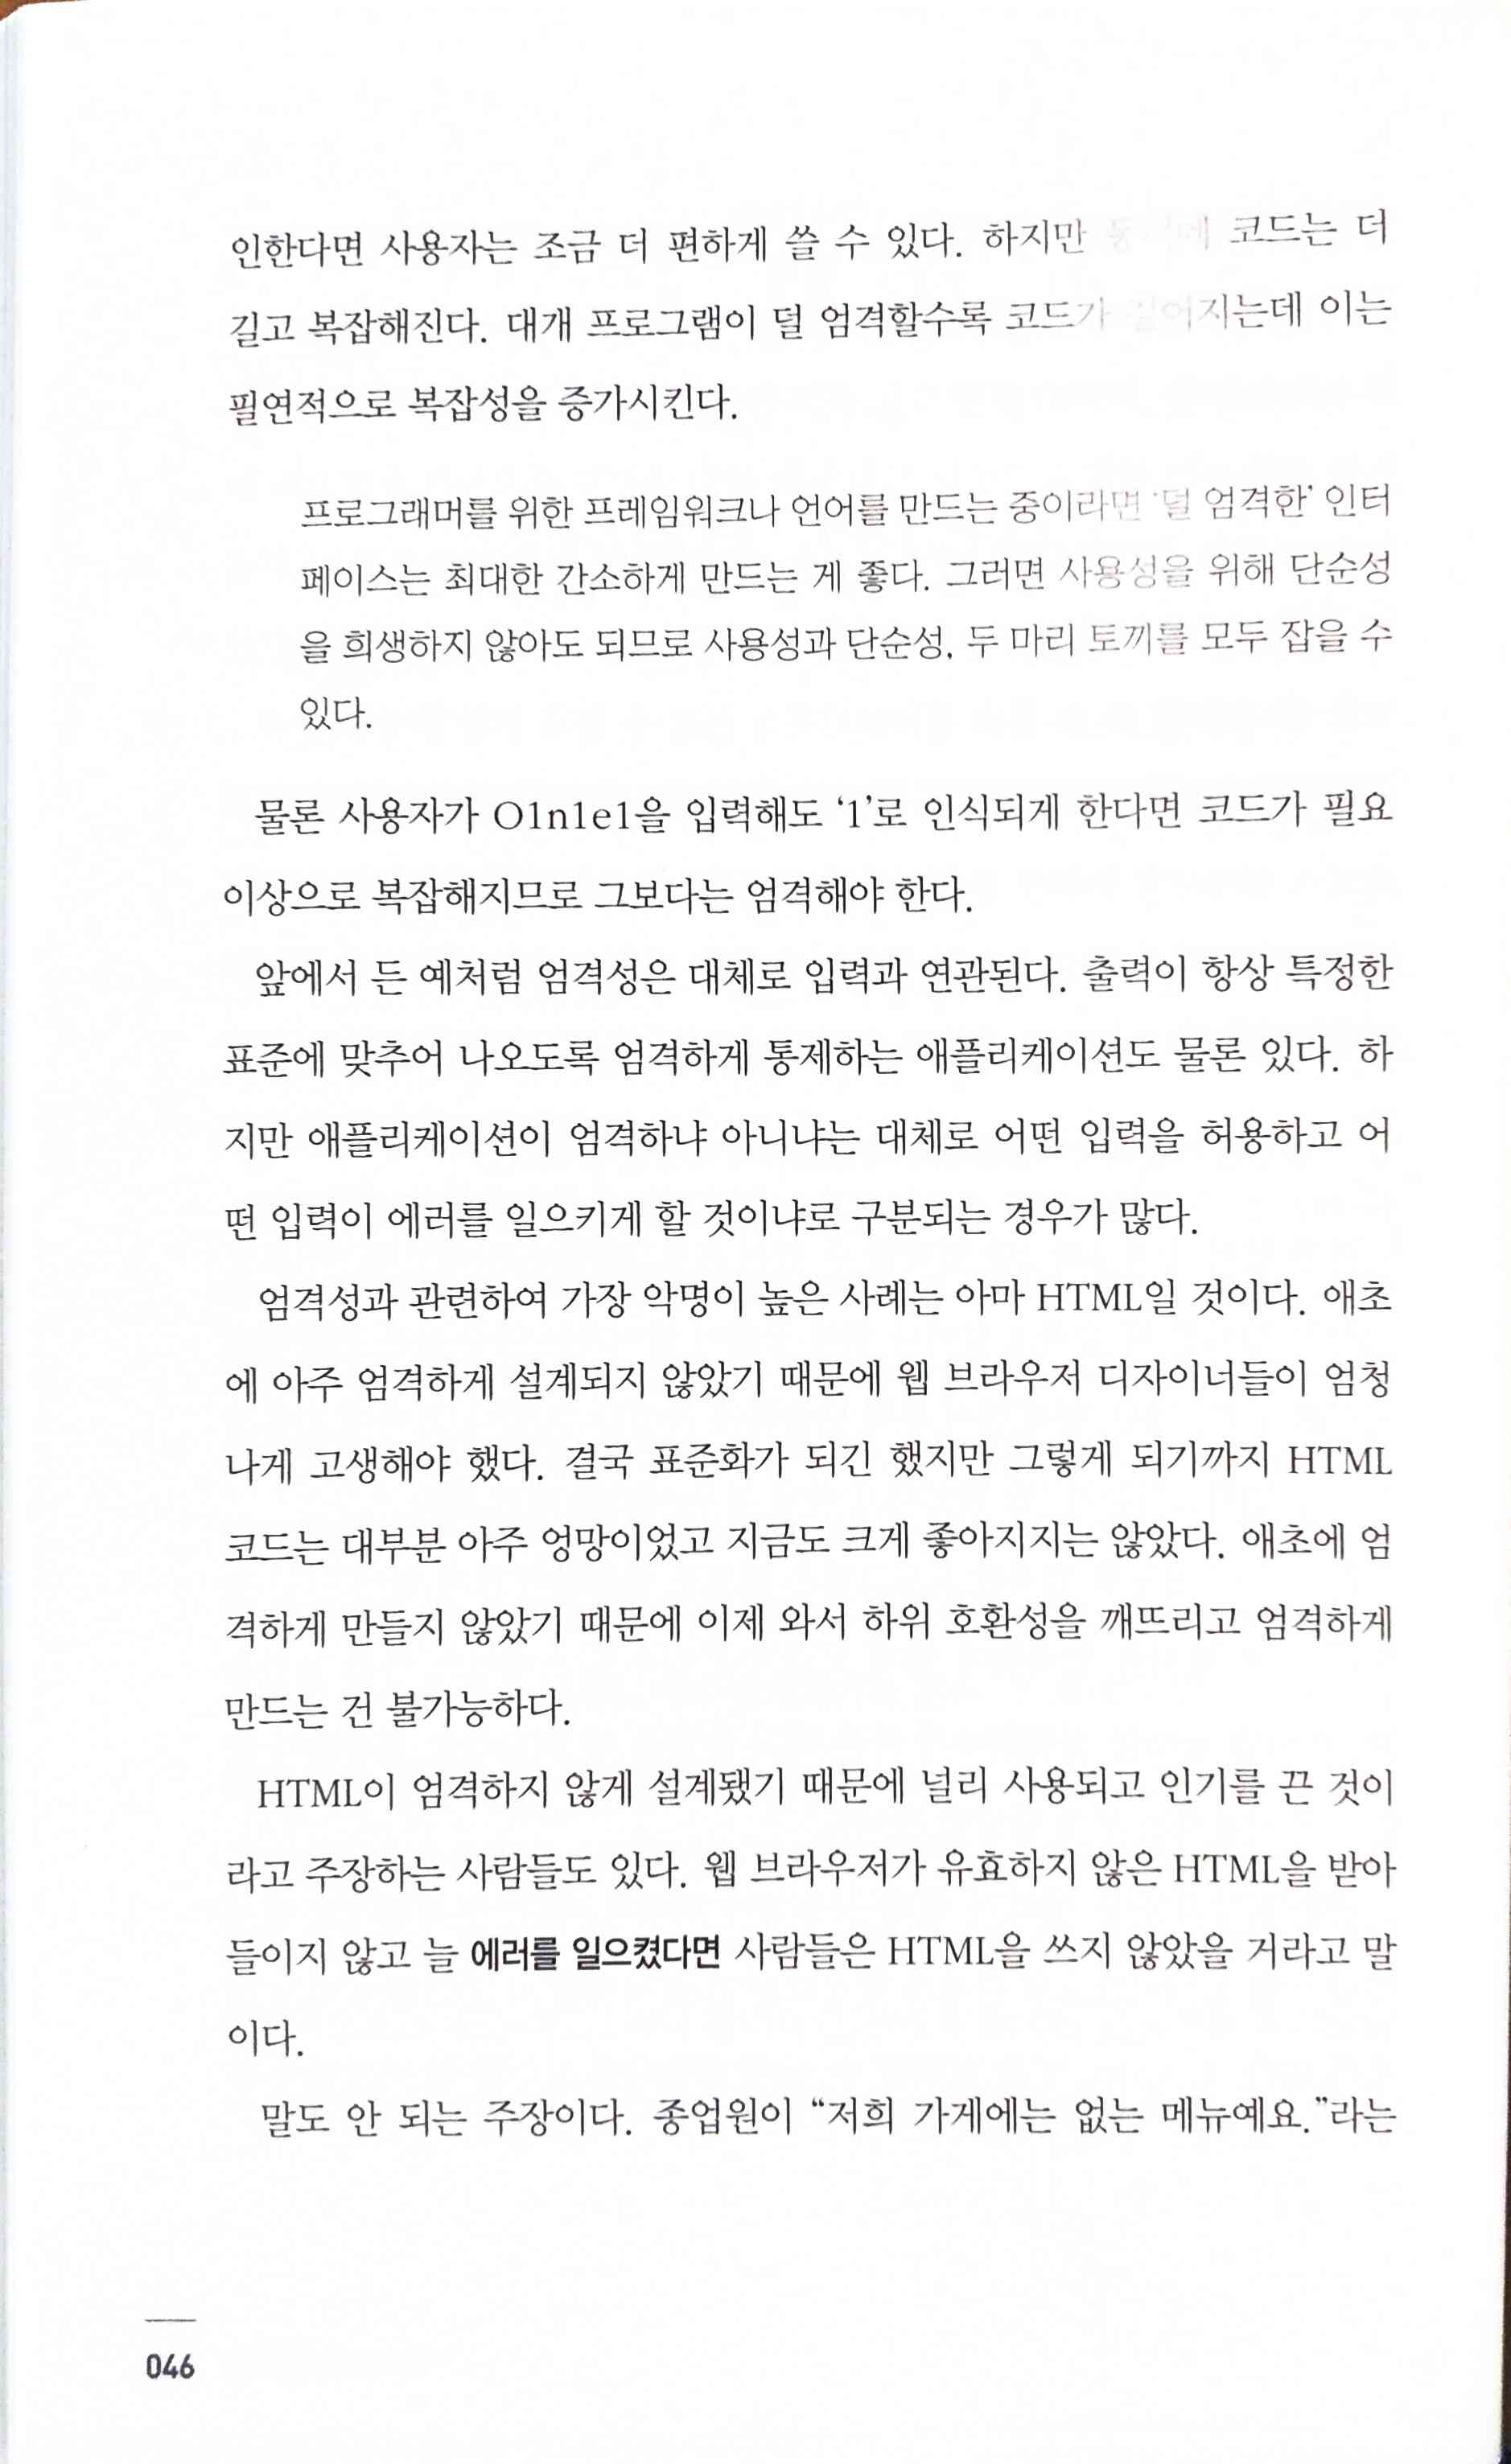 인한다면 사용자는 조금 더 편하게 쓸 수 있다. 하지만 코드는 더
길고 복잡해진다. 대개 프로그램이 덜 엄격할수록 코드가 길어지는데 이는
필연적으로 복잡성을 증가시킨다.
프로그래머를 위한 프레임워크나 언어를 만드는 중이라면 '덜 엄격한' 인터
페이스는 최대한 간소하게 만드는 게 좋다. 그러면 사용성을 위해 단순성
을 희생하지 않아도 되므로 사용성과 단순성, 두 마리 토끼를 모두 잡을 수
있다.
물론 사용자가 O1n1e1을 입력해도 '1'로 인식되게 한다면 코드가 필요
이상으로 복잡해지므로 그보다는 엄격해야 한다.
앞에서 든 예처럼 엄격성은 대체로 입력과 연관된다. 출력이 항상 특정한
표준에 맞추어 나오도록 엄격하게 통제하는 애플리케이션도 물론 있다. 하
지만 애플리케이션이 엄격하냐 아니냐는 대체로 어떤 입력을 허용하고 어
떤 입력이 에러를 일으키게 할 것이냐로 구분되는 경우가 많다.
엄격성과 관련하여 가장 악명이 높은 사례는 아마 HTML일 것이다. 애초
에 아주 엄격하게 설계되지 않았기 때문에 웹 브라우저 디자이너들이 엄청
나게 고생해야 했다. 결국 표준화가 되긴 했지만 그렇게 되기까지 HTML
코드는 대부분 아주 엉망이었고 지금도 크게 좋아지지는 않았다. 애초에 엄
격하게 만들지 않았기 때문에 이제 와서 하위 호환성을 깨뜨리고 엄격하게
만드는 건 불가능하다.
HTML이 엄격하지 않게 설계됐기 때문에 널리 사용되고 인기를 끈 것이
라고 주장하는 사람들도 있다. 웹 브라우저가 유효하지 않은 HTML을 받아
들이지 않고 늘 에러를 일으켰다면 사람들은 HTML을 쓰지 않았을 거라고 말
이다.
말도 안 되는 주장이다. 종업원이 “저희 가게에는 없는 메뉴예요.”라는
046